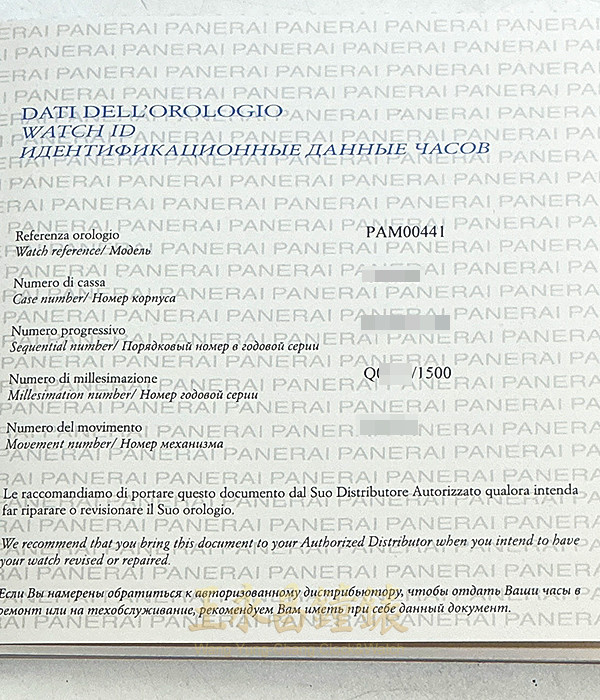 DATI DELL'OROLOGIO
WATCH ID
ИДЕНТИФИКАЦИОННЫЕ ДАННЫЕ ЧАСОВ
Referenza orologio PAM00441
Watch reference/ Модель
Numero di cassa
Case number/ Номер корпуса
Numero progressivo
Sequential number/ Порядковый номер в годовой серии
Numero di millesimazione Q /1500
Millesimation number/ Номер годовой серии
Numero del movimento
Movement number/ Номер механизма
Le raccomandiamo di portare questo documento dal Suo Distributore Autorizzato qualora intenda
far riparare o revisionare il Suo orologio.
We recommend that you bring this document to your Authorized Distributor when you intend to have
your watch revised or repaired.
Если Вы намерены обратиться к авторизованному дистрибьютору, чтобы отдать Ваши часы в
ремонт или на техобслуживание, рекомендуем Вам иметь при себе данный документ.